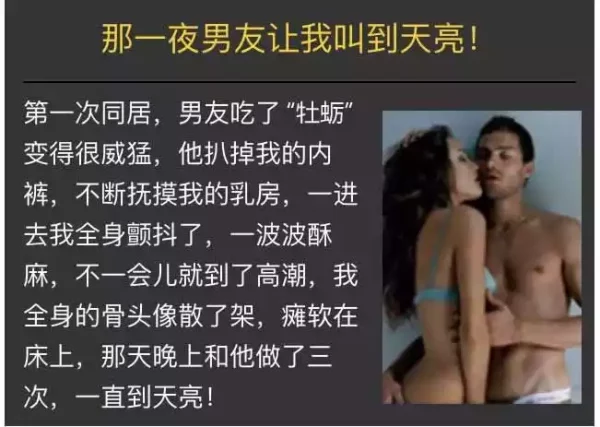 那一夜男友让我叫到天亮！
第一次同居，男友吃了“牡蛎”
变得很威猛，他扒掉我的内
裤，不断抚摸我的乳房，一进
去我全身颤抖了，一波波酥
麻，不一会儿就到了高潮，我
全身的骨头像散了架，瘫软在
床上，那天晚上和他做了三
次，一直到天亮！